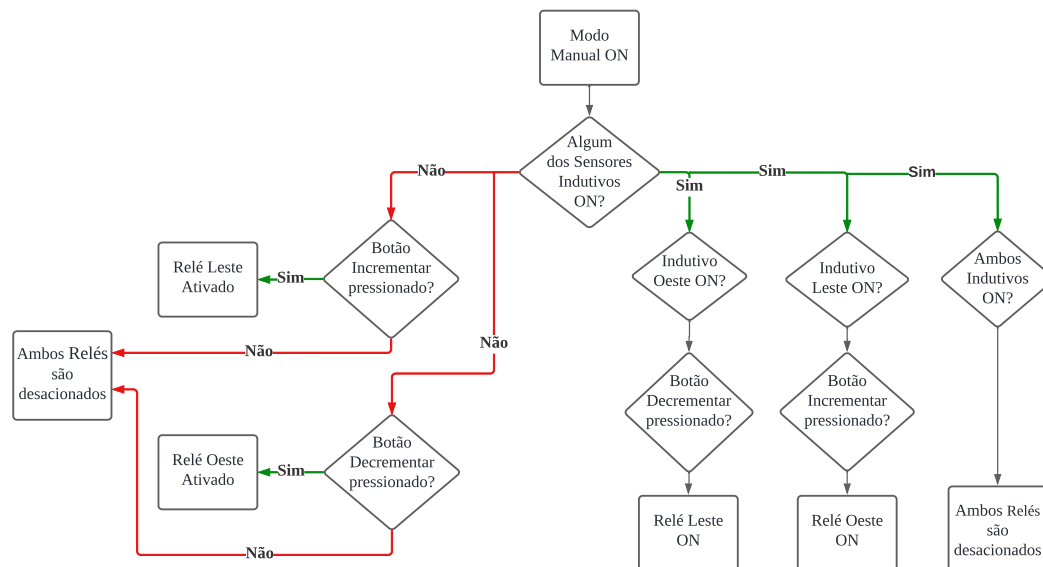 Modo
Manual ON
Algum
dos Sensores
Indutivos
ON?
Não
Sim
Sim
Sim
Botão
Incrementar
pressionado?
Sim
Relé Leste
Ativado
Não
Ambos Relés
são
desacionados
Não
Botão
Decrementar
pressionado?
Sim
Relé Oeste
Ativado
Não
Indutivo
Oeste ON?
Botão
Decrementar
pressionado?
Relé Leste
ON
Indutivo
Leste ON?
Botão
Incrementar
pressionado?
Relé Oeste
ON
Ambos
Indutivos
ON?
Ambos Relés
são
desacionados